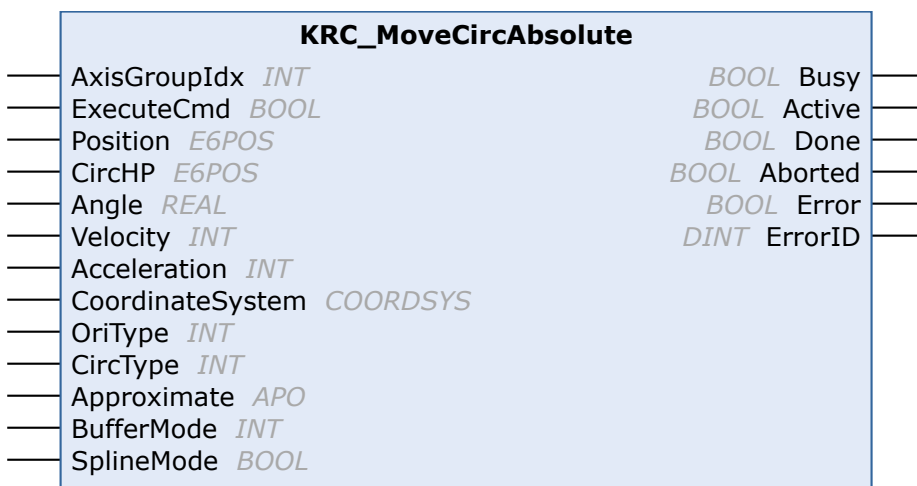 KRC_MoveCircAbsolute
AxisGroupIdx INT BOOL Busy
ExecuteCmd BOOL BOOL Active
Position E6POS BOOL Done
CircHP E6POS BOOL Aborted
Angle REAL BOOL Error
Velocity INT DINT ErrorID
Acceleration INT
CoordinateSystem COORDSYS
OriType INT
CircType INT
Approximate APO
BufferMode INT
SplineMode BOOL